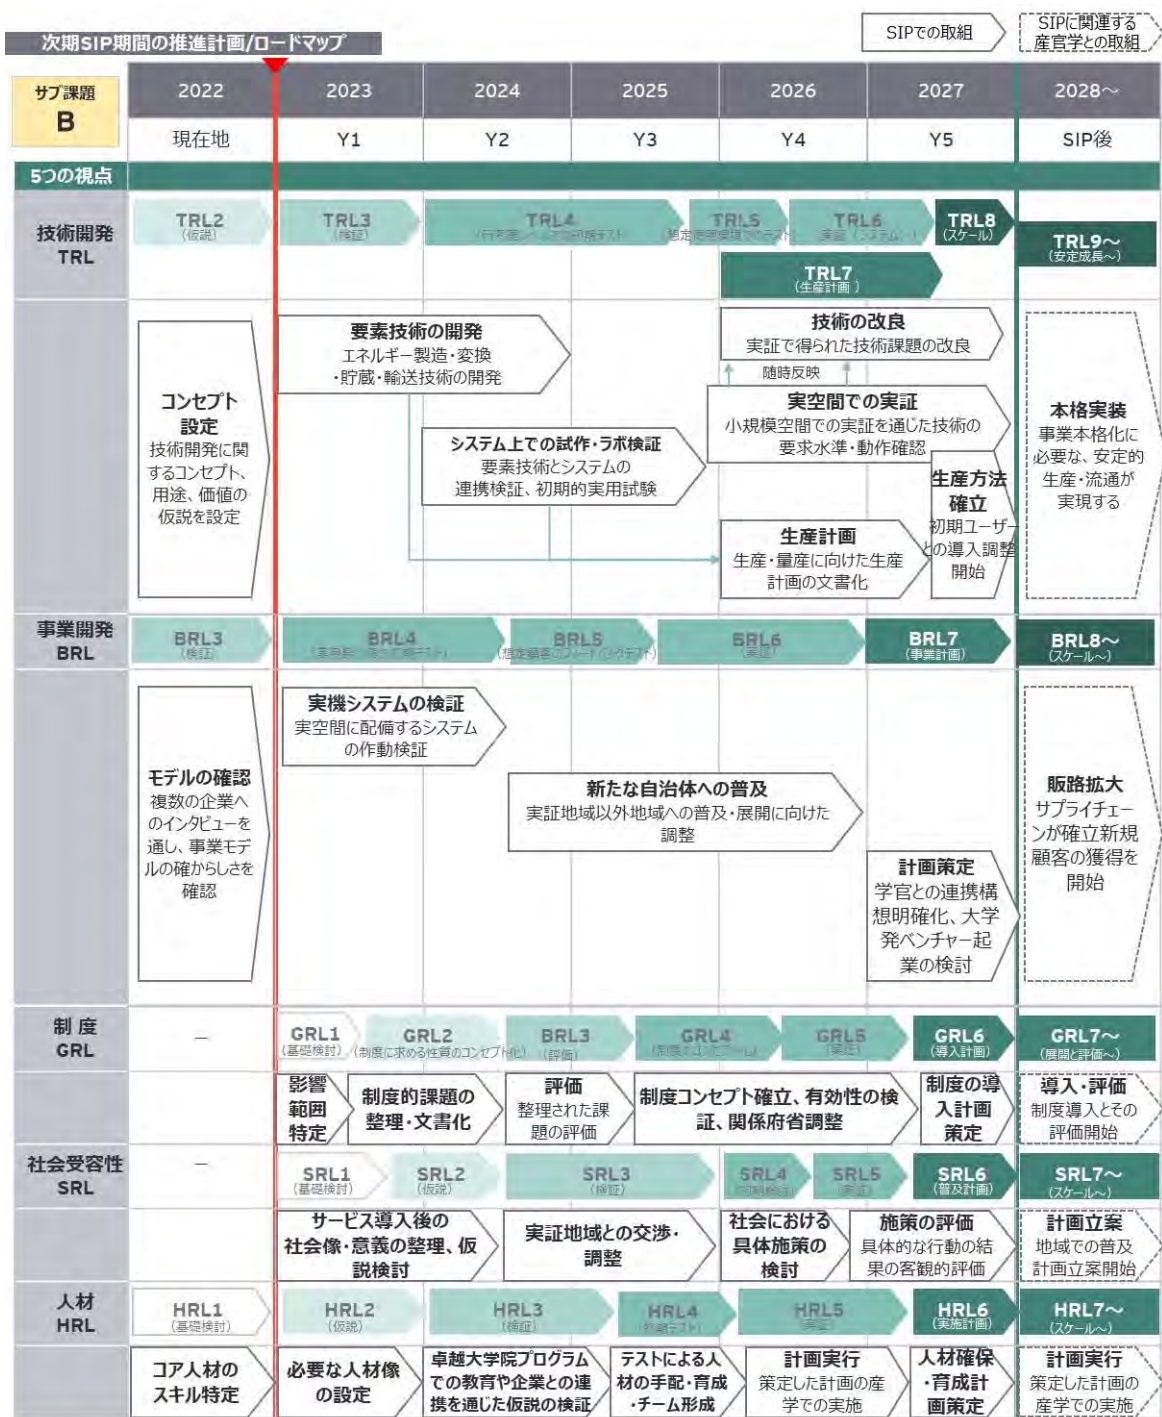 SIPでの取組
SIPに関連する
産官学との取組
次期SIP期間の推進計画/ロードマップ
サブ課題
B
2022
2023
2024
2025
2026
2027
2028～
現在地
Y1
Y2
Y3
Y4
Y5
SIP後
5つの視点
技術開発
TRL
TRL2
(仮説)
TRL3
(検証)
TRL4
TRL5
TRL6
TRL8
(スケール)
TRL9～
(安定成長～)
TRL7
(生産計画 )
コンセプト
設定
技術開発に関
するコンセプト、
用途、価値の
仮説を設定
要素技術の開発
エネルギー製造・変換
・貯蔵・輸送技術の開発
システム上での試作・ラボ検証
要素技術とシステムの
連携検証、初期的実用試験
技術の改良
実証で得られた技術課題の改良
随時反映
実空間での実証
小規模空間での実証を通じた技術の
要求水準・動作確認
生産計画
生産・量産に向けた生産
計画の文書化
生産方法
確立
初期ユーザー
との導入調整
開始
本格実装
事業本格化に
必要な、安定的
生産・流通が
実現する
事業開発
BRL
BRL3
(検証)
BRL4
BRL5
BRL6
(実証)
BRL7
(事業計画)
BRL8～
(スケール～)
モデルの確認
複数の企業へ
のインタビューを
通し、事業モデ
ルの確からしさを
確認
実機システムの検証
実空間に配備するシステム
の作動検証
新たな自治体への普及
実証地域以外地域への普及・展開に向けた
調整
計画策定
学官との連携構
想明確化、大学
発ベンチャー起
業の検討
販路拡大
サプライチェー
ンが確立新規
顧客の獲得を
開始
制 度
GRL
－
GRL1
(基礎検討)
GRL2
(制度に求める性質のコンセプト化)
BRL3
(評価)
GRL4
GRL5
(実証)
GRL6
(導入計画)
GRL7～
(展開と評価～)
影響
範囲
特定
制度的課題の
整理・文書化
評価
整理された課
題の評価
制度コンセプト確立、有効性の検
証、関係府省調整
制度の導
入計画
策定
導入・評価
制度導入とその
評価開始
社会受容性
SRL
－
SRL1
(基礎検討)
SRL2
(仮説)
SRL3
(検証)
SRL4
SRL5
(実証)
SRL6
(普及計画)
SRL7～
(スケール～)
サービス導入後の
社会像・意義の整理、仮
説検討
実証地域との交渉・
調整
社会における
具体施策の
検討
施策の評価
具体的な行動の結
果の客観的評価
計画立案
地域での普及
計画立案開始
人材
HRL
HRL1
(基礎検討)
HRL2
(仮説)
HRL3
(検証)
HRL4
HRL5
(実証)
HRL6
(実施計画)
HRL7～
(スケール～)
コア人材の
スキル特定
必要な人材像
の設定
卓越大学院プログラム
での教育や企業との連
携を通じた仮説の検証
テストによる人
材の手配・育成
・チーム形成
計画実行
策定した計画の産
学での実施
人材確保
・育成計
画策定
計画実行
策定した計画の
産学での実施